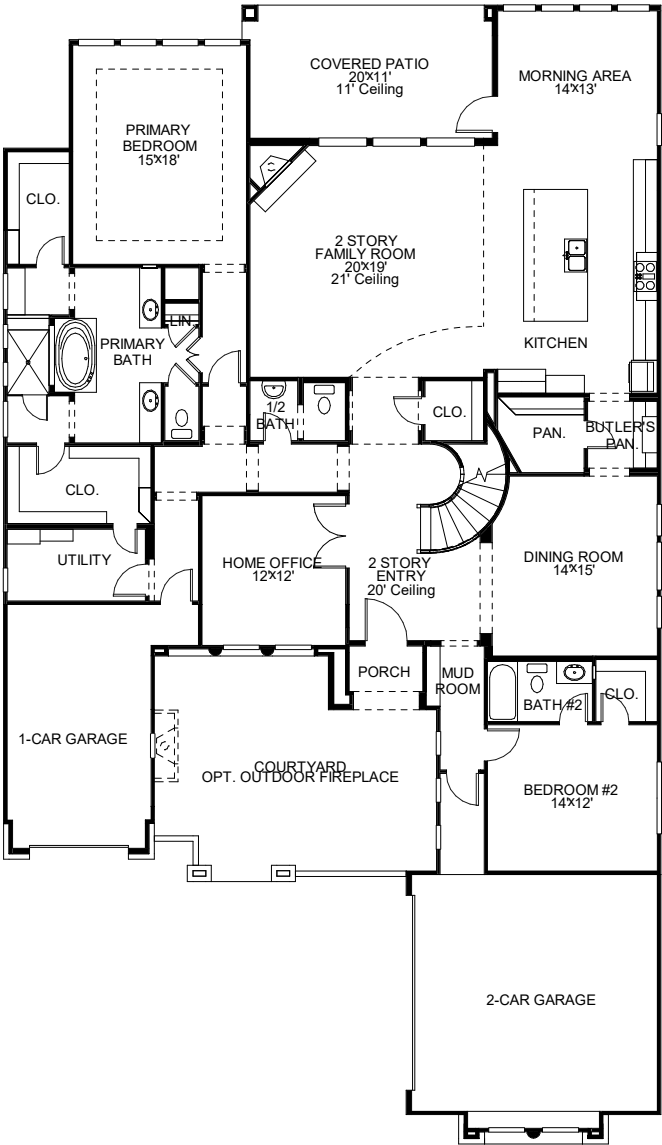 COVERED PATIO
20'X11'
11' Ceiling
MORNING AREA
14'X13'
PRIMARY
BEDROOM
15'X18'
CLO.
2 STORY
FAMILY ROOM
20'X19'
21' Ceiling
LIN.
PRIMARY
BATH
KITCHEN
1/2
BATH
CLO.
PAN.
BUTLER'S
PAN.
CLO.
UTILITY
HOME OFFICE
12'X12'
2 STORY
ENTRY
20' Ceiling
DINING ROOM
14'X15'
PORCH
MUD
ROOM
BATH #2
CLO.
1-CAR GARAGE
COURTYARD
OPT. OUTDOOR FIREPLACE
BEDROOM #2
14'X12'
2-CAR GARAGE